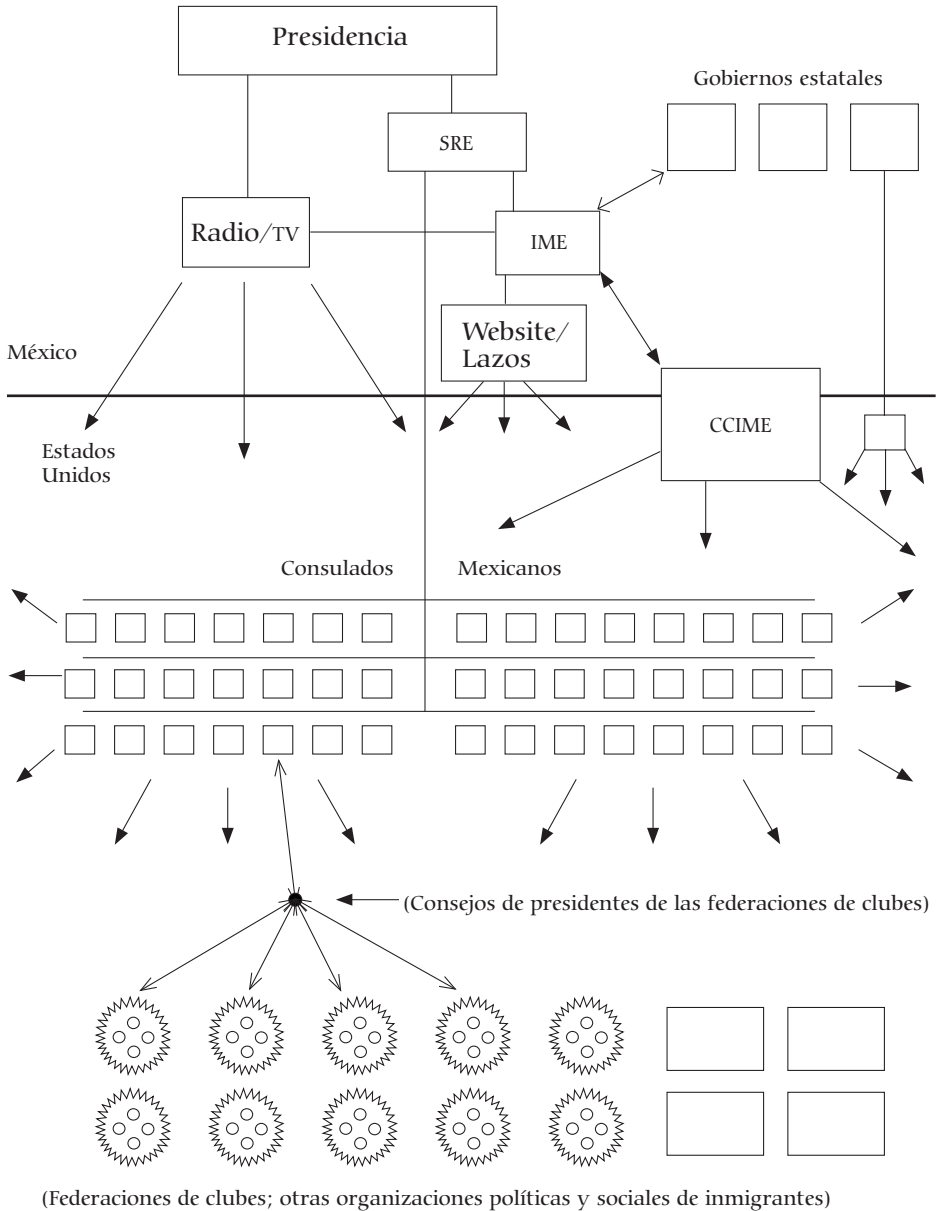 Presidencia
Gobiernos estatales
SRE
Radio/TV
IME
Website/
Lazos
México
CCIME
Estados
Unidos
Consulados Mexicanos
(Consejos de presidentes de las federaciones de clubes)
(Federaciones de clubes; otras organizaciones políticas y sociales de inmigrantes)